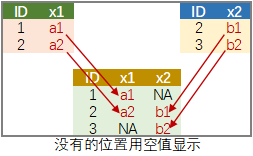 ID x1
1 a1
2 a2
ID x2
2 b1
3 b2
ID x1 x2
1 a1 NA
2 a2 b1
3 NA b2
没有的位置用空值显示